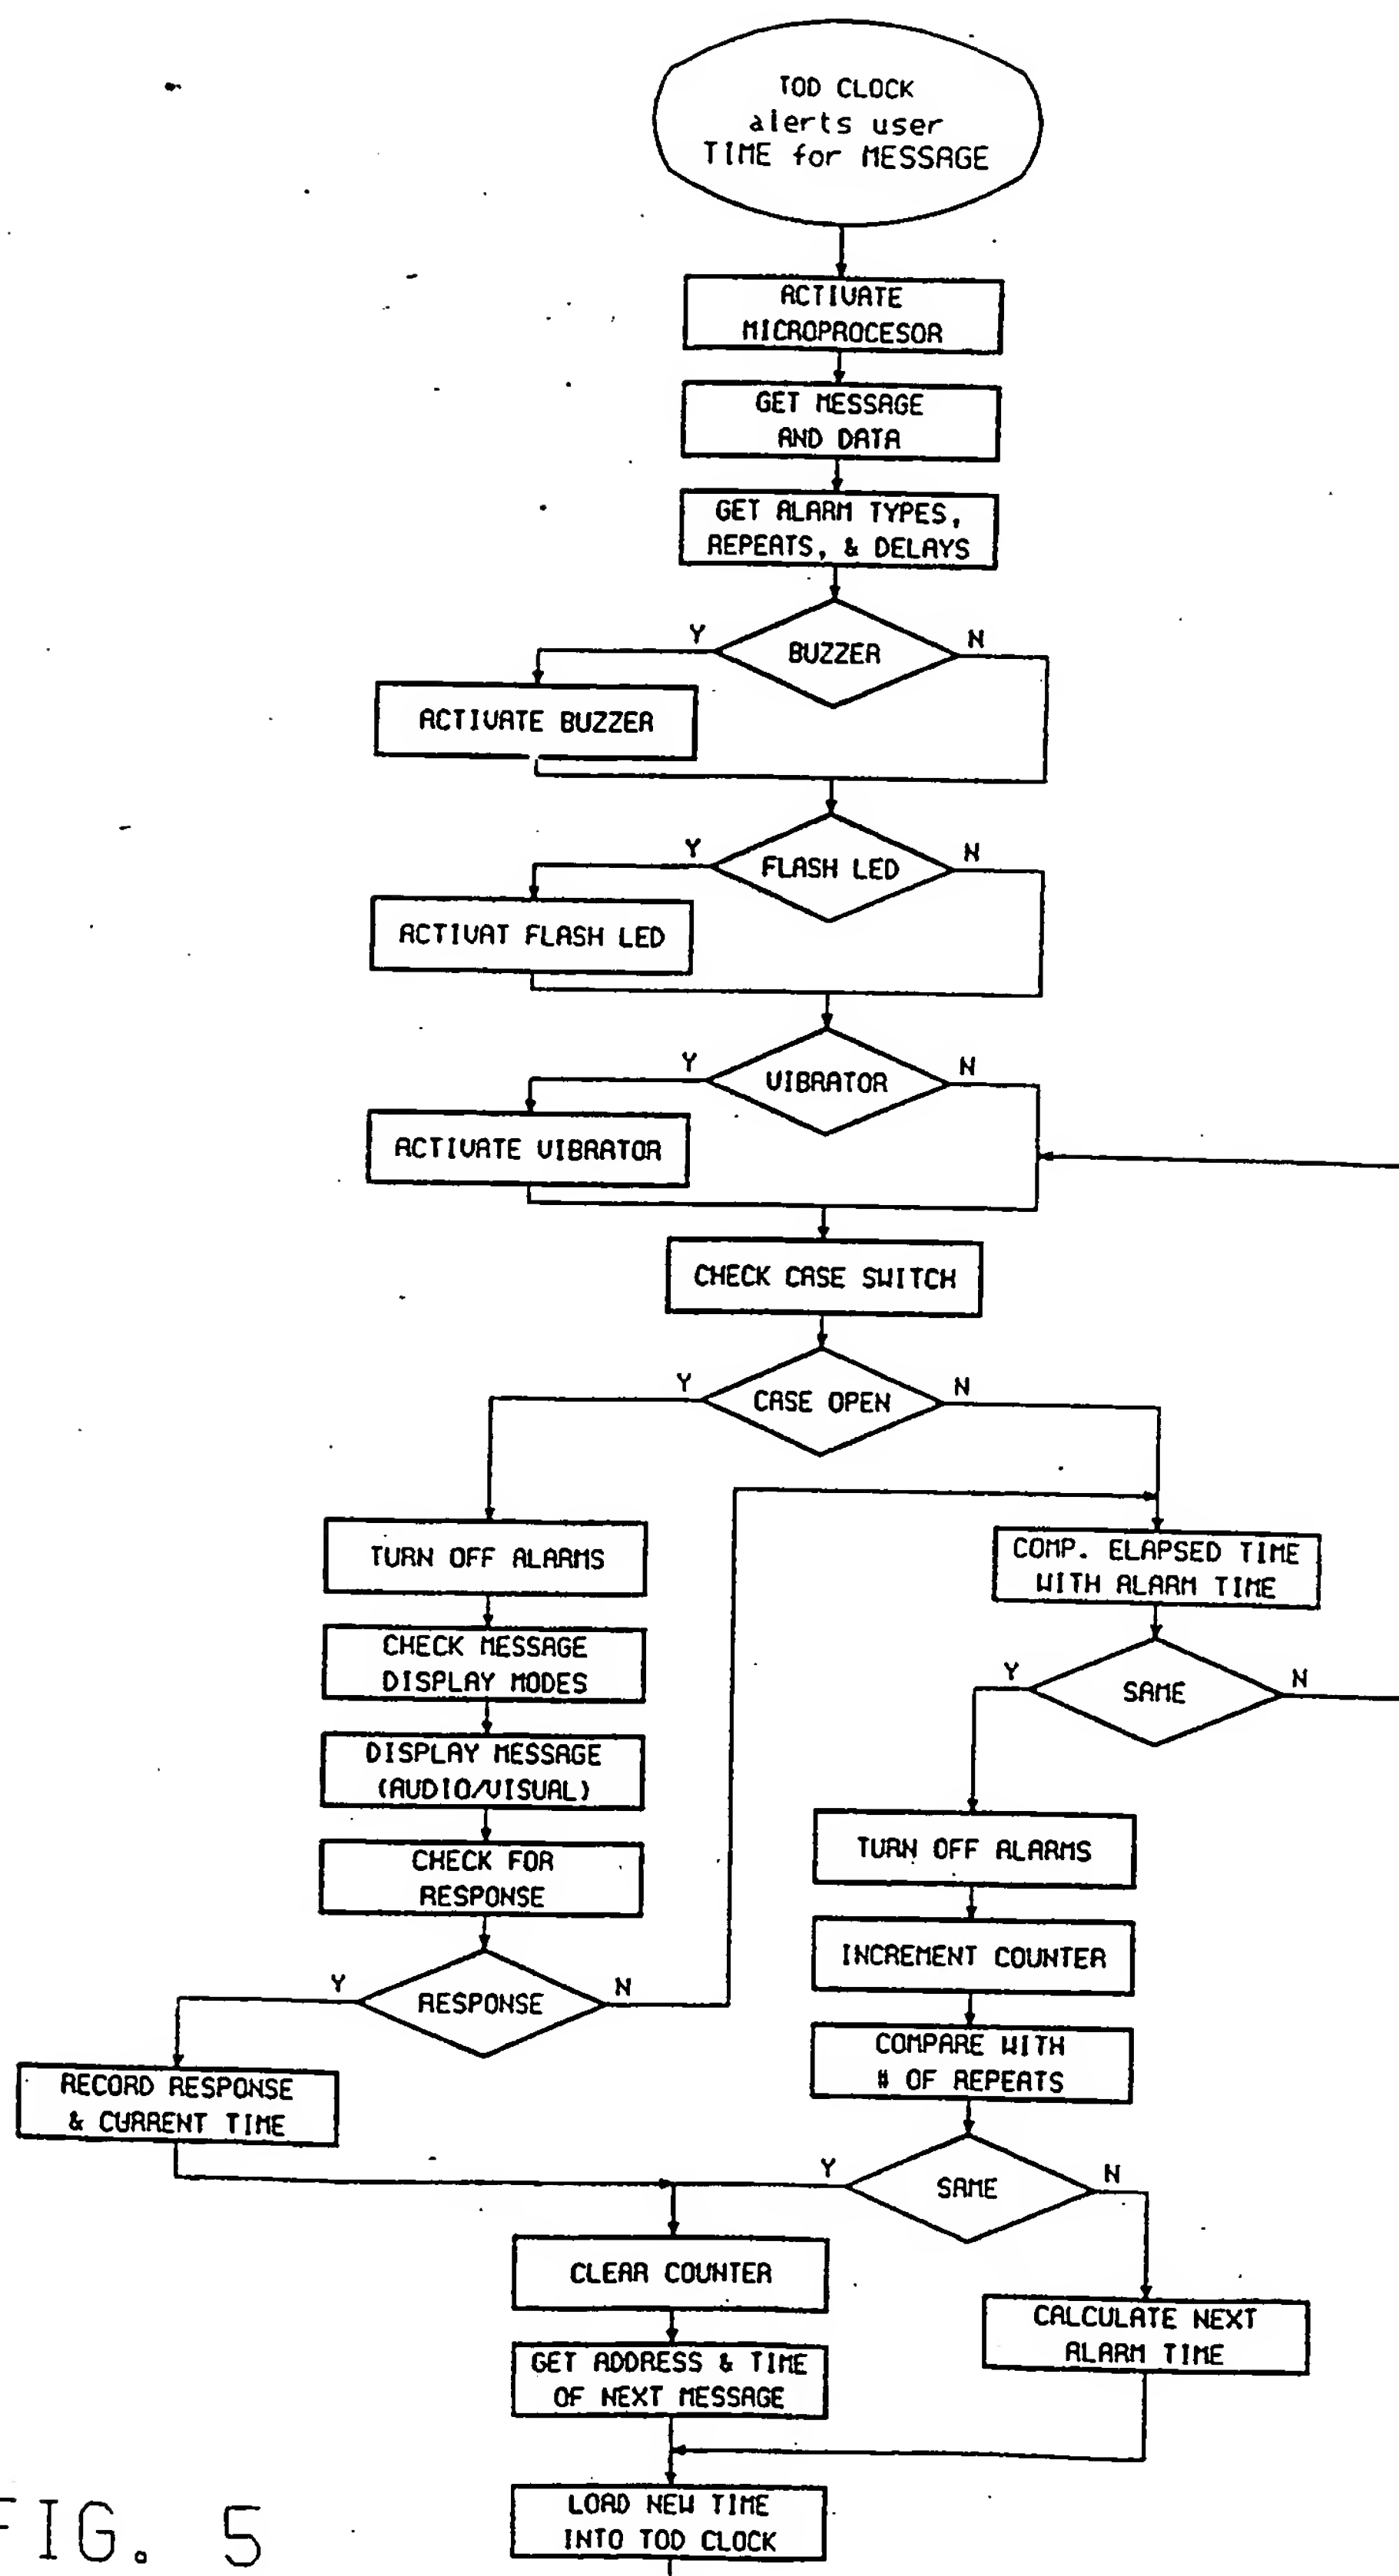 TOD CLOCK
alerts user
TIME for MESSAGE
ACTIVATE
MICROPROCESOR
GET MESSAGE
AND DATA
GET ALARM TYPES,
REPEATS, & DELAYS
Y
BUZZER
N
ACTIVATE BUZZER
Y
FLASH LED
N
ACTIVAT FLASH LED
Y
VIBRATOR
N
ACTIVATE VIBRATOR
CHECK CASE SWITCH
Y
CASE OPEN
N
TURN OFF ALARMS
CHECK MESSAGE
DISPLAY MODES
DISPLAY MESSAGE
(AUDIO/VISUAL)
CHECK FOR
RESPONSE
Y
RESPONSE
N
RECORD RESPONSE
& CURRENT TIME
COMP. ELAPSED TIME
WITH ALARM TIME
Y
SAME
N
TURN OFF ALARMS
INCREMENT COUNTER
COMPARE WITH
# OF REPEATS
Y
SAME
N
CLEAR COUNTER
GET ADDRESS & TIME
OF NEXT MESSAGE
CALCULATE NEXT
ALARM TIME
LOAD NEW TIME
INTO TOD CLOCK
FIG. 5